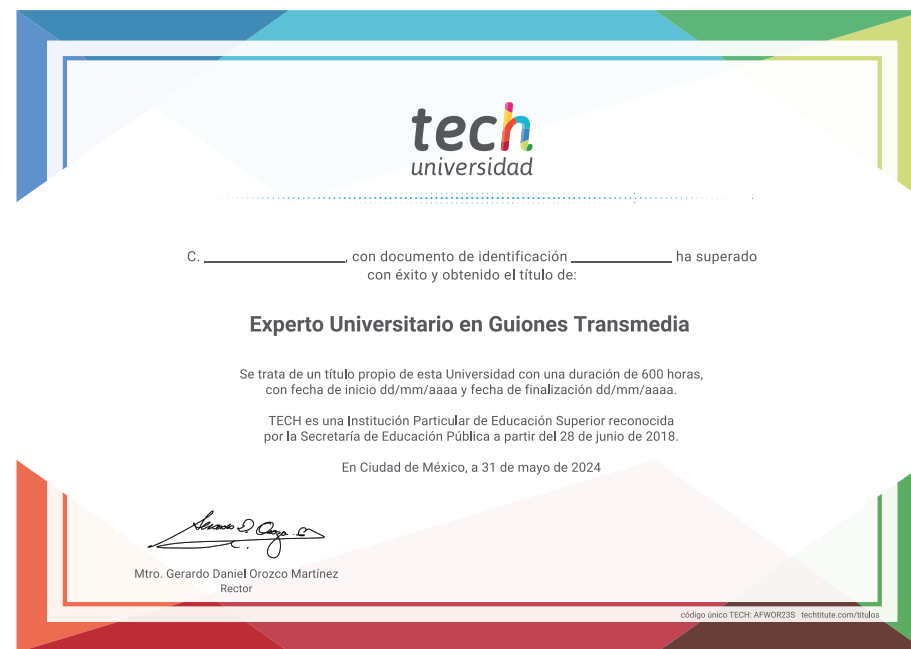 tech
universidad
C. ____________, con documento de identificación ____________ ha superado
con éxito y obtenido el título de:
Experto Universitario en Guiones Transmedia
Se trata de un título propio de esta Universidad con una duración de 600 horas,
con fecha de inicio dd/mm/aaaa y fecha de finalización dd/mm/aaaa.
TECH es una Institución Particular de Educación Superior reconocida
por la Secretaría de Educación Pública a partir del 28 de junio de 2018.
En Ciudad de México, a 31 de mayo de 2024
Mtro. Gerardo Daniel Orozco Martínez
Rector
código único TECH: AFWOR23S techtitute.com/titulos